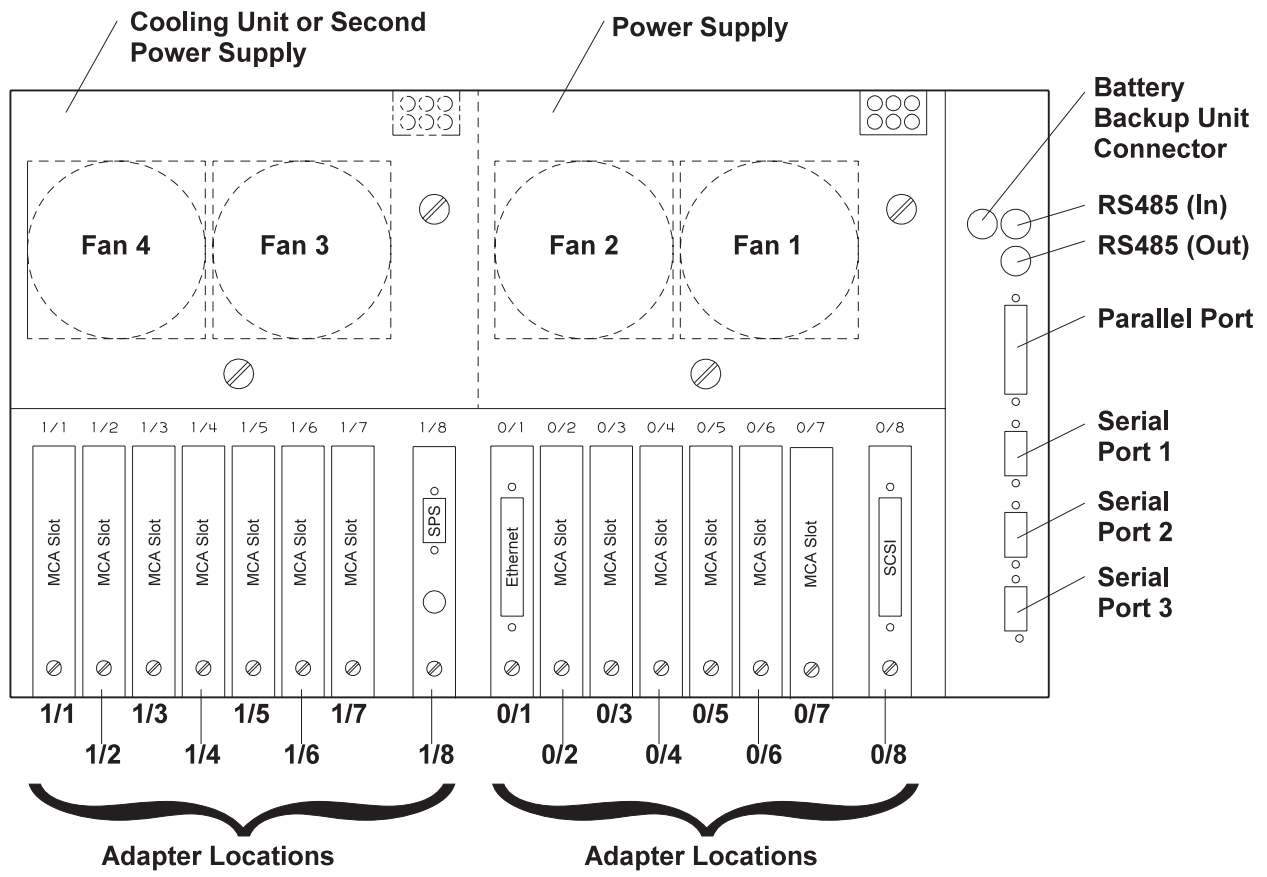 Cooling Unit or Second
Power Supply
Power Supply
Battery
Backup Unit
Connector
RS485 (In)
RS485 (Out)
Parallel Port
Serial
Port 1
Serial
Port 2
Serial
Port 3
Fan 4
Fan 3
Fan 2
Fan 1
1/1 1/2 1/3 1/4 1/5 1/6 1/7 1/8 0/1 0/2 0/3 0/4 0/5 0/6 0/7 0/8
MCA Slot
MCA Slot
MCA Slot
MCA Slot
MCA Slot
MCA Slot
MCA Slot
SPS
Ethernet
MCA Slot
MCA Slot
MCA Slot
MCA Slot
MCA Slot
MCA Slot
SCSI
1/1 1/3 1/5 1/7 0/1 0/3 0/5 0/7
1/2 1/4 1/6 1/8 0/2 0/4 0/6 0/8
Adapter Locations
Adapter Locations